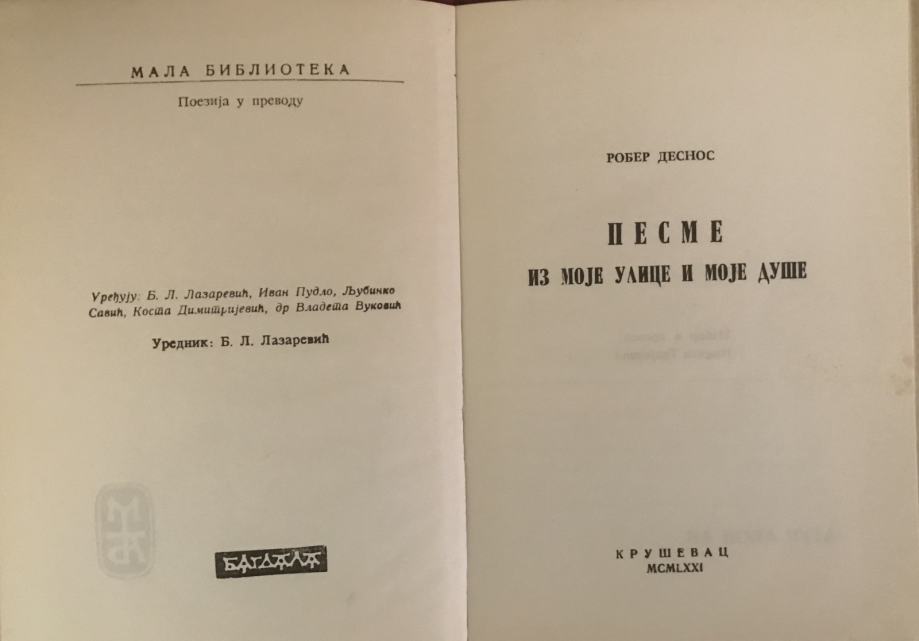 МАЛА БИБЛИОТЕКА
Поезија у преводу
Уређују: Б. Л. Лазаревић, Иван Пудло, Љубинко
Савић, Коста Димитријевић, др Владета Вуковић
Уредник: Б. Л. Лазаревић
БАГДАЛА
РОБЕР ДЕСНОС
ПЕСМЕ
ИЗ МОЈЕ УЛИЦЕ И МОЈЕ ДУШЕ
КРУШЕВАЦ
MCMLXXI